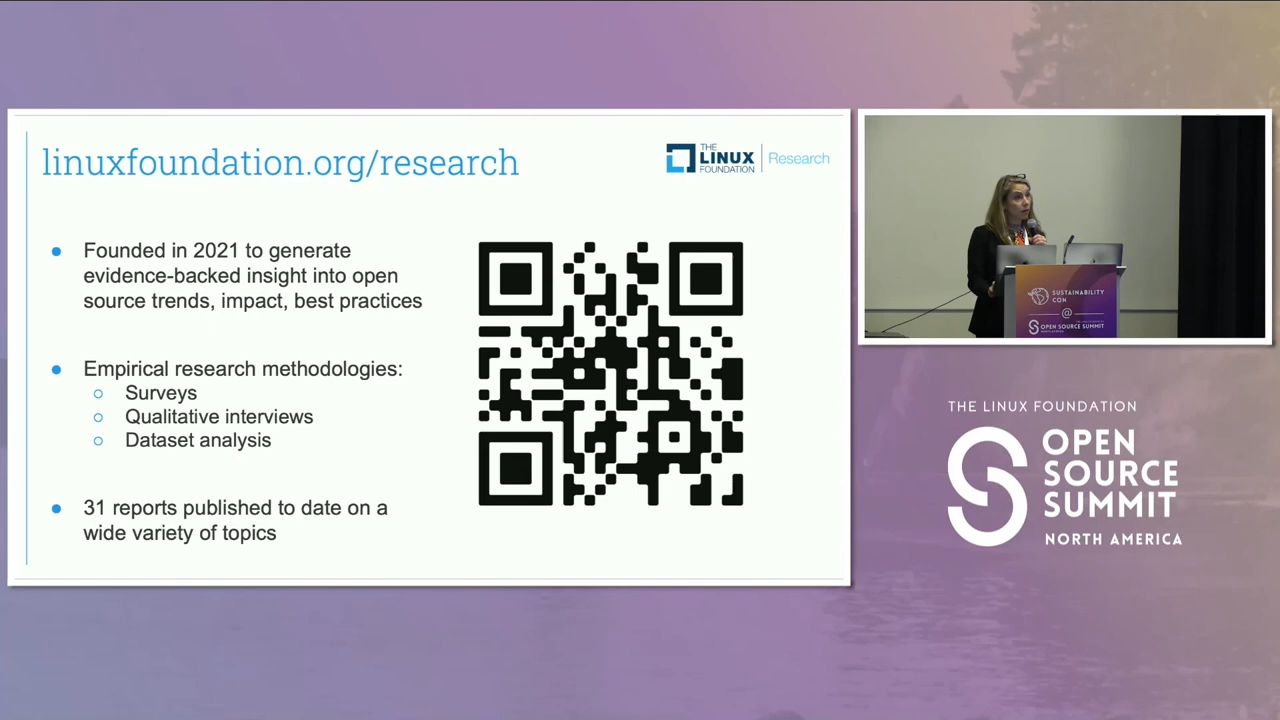 linuxfoundation.org/research
THE
LINUX
FOUNDATION
Research
Founded in 2021 to generate
evidence-backed insight into open
source trends, impact, best practices
Empirical research methodologies:
Surveys
Qualitative interviews
Dataset analysis
31 reports published to date on a
wide variety of topics
SUSTAINABILITY
CON
@
OPEN SOURCE SUMMIT
NORTH AMERICA
THE LINUX FOUNDATION
OPEN
SOURCE
SUMMIT
NORTH AMERICA